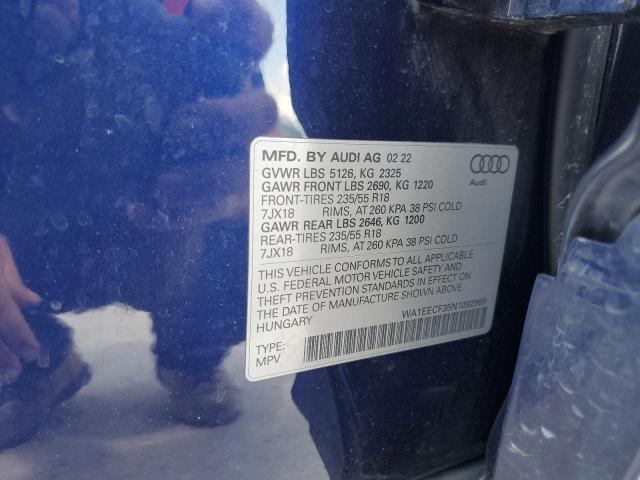 MFD. BY AUDI AG 02 22
GVWR LBS 5126, KG 2325
GAWR FRONT LBS 2690, KG 1220
FRONT-TIRES 235/55 R18
7JX18 RIMS, AT 260 KPA 38 PSI COLD:
GAWR REAR LBS 2646, KG 1200
REAR-TIRES 235/55 R18
7JX18 RIMS, AT 260 KPA 38 PSI COLD
Audi
THIS VEHICLE CONFORMS TO ALL APPLICABLE
U.S. FEDERAL MOTOR VEHICLE SAFETY AND
THEFT PREVENTION STANDARDS IN EFFECT ON
THE DATE OF MANUFACTURE SHOWN ABOVE
HUNGARY
WA1EECF35N1092969
TYPE:
MPV